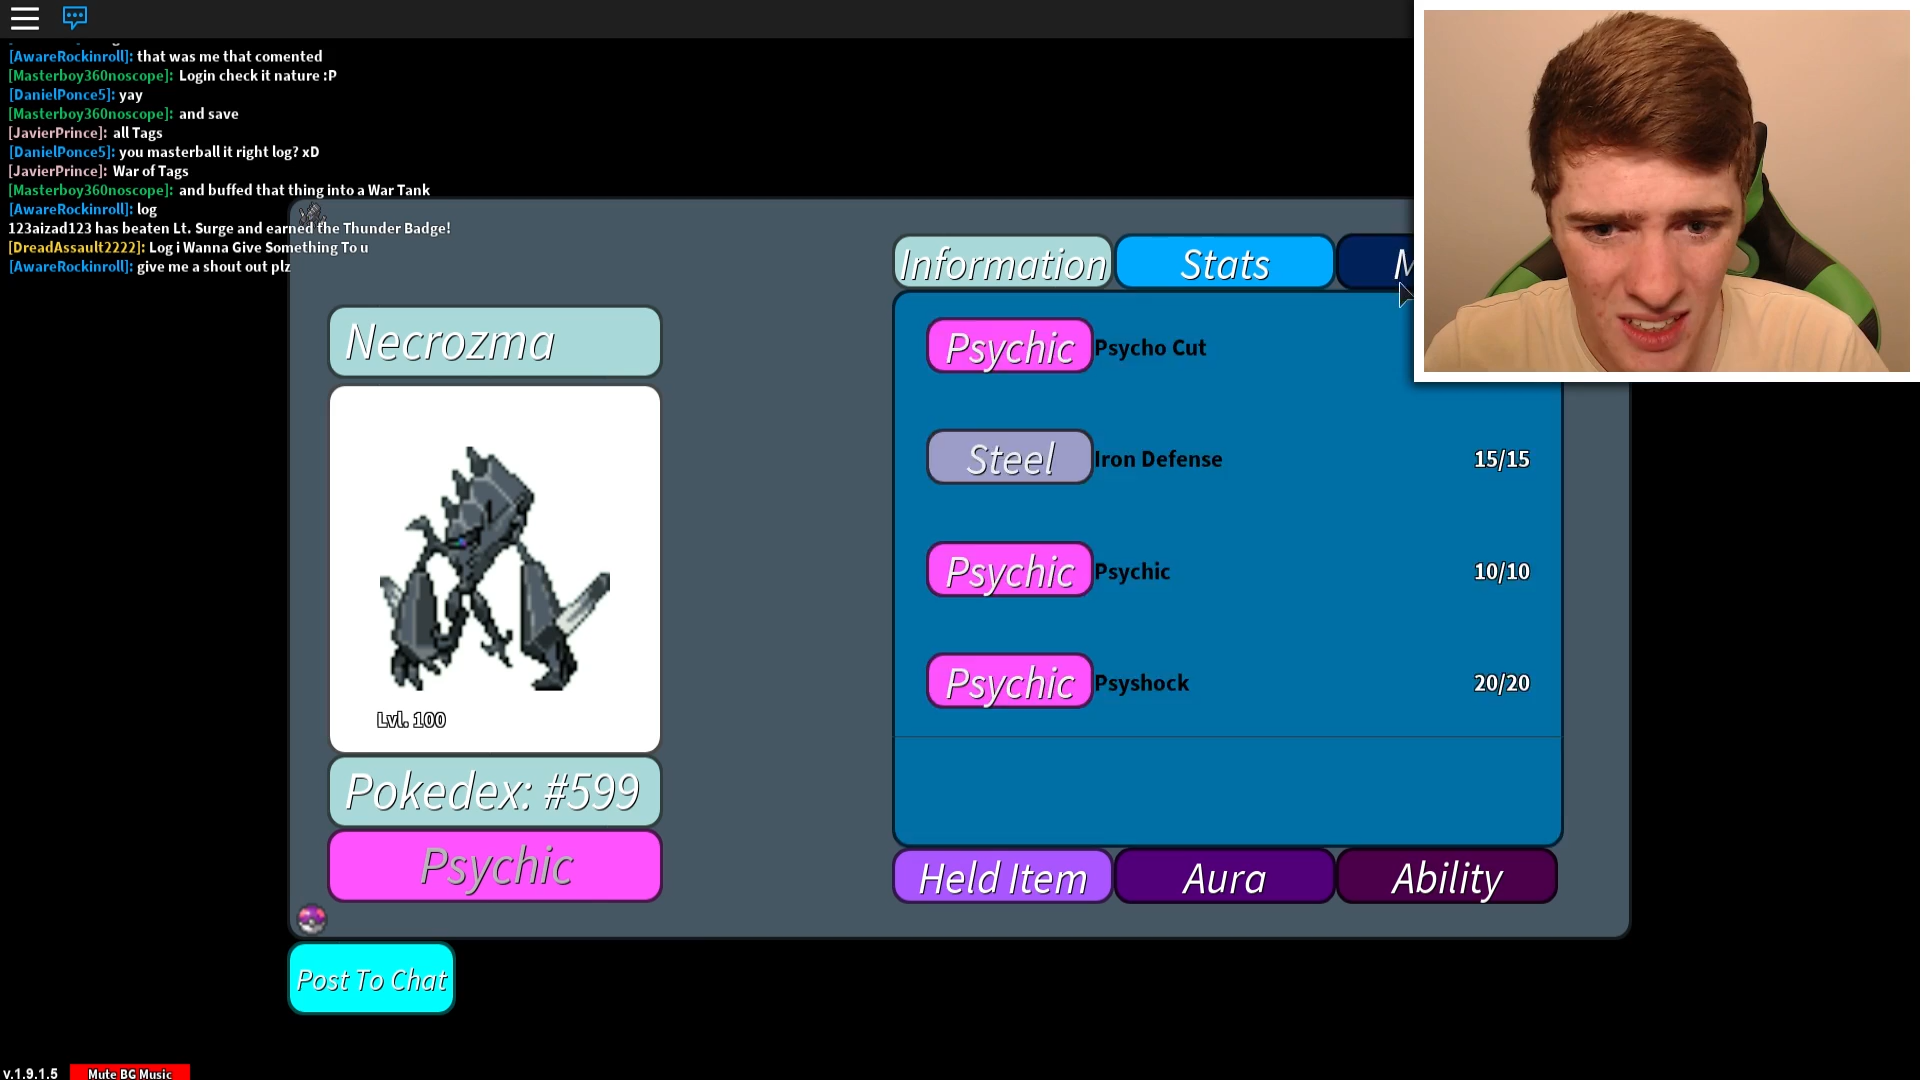 [AwareRockinroll]: that was me that comented
[Masterboy360noscope]: Login check it nature :P
[DanielPonce5]: yay
[Masterboy360noscope]: and save
[JavierPrince]: all Tags
[DanielPonce5]: you masterball it right log? xD
[JavierPrince]: War of Tags
[Masterboy360noscope]: and buffed that thing into a War Tank
[AwareRockinroll]: log
123aizad123 has beaten Lt. Surge and earned the Thunder Badge!
[DreadAssault2222]: Log i Wanna Give Something To u
[AwareRockinroll]: give me a shout out plz
Information Stats
Necrozma
Psychic Psycho Cut
Steel Iron Defense 15/15
Psychic Psychic 10/10
Psychic Psyshock 20/20
Lvl. 100
Pokedex: #599
Psychic
Held Item Aura Ability
Post To Chat
v.1.9.1.5 Mute BG Music